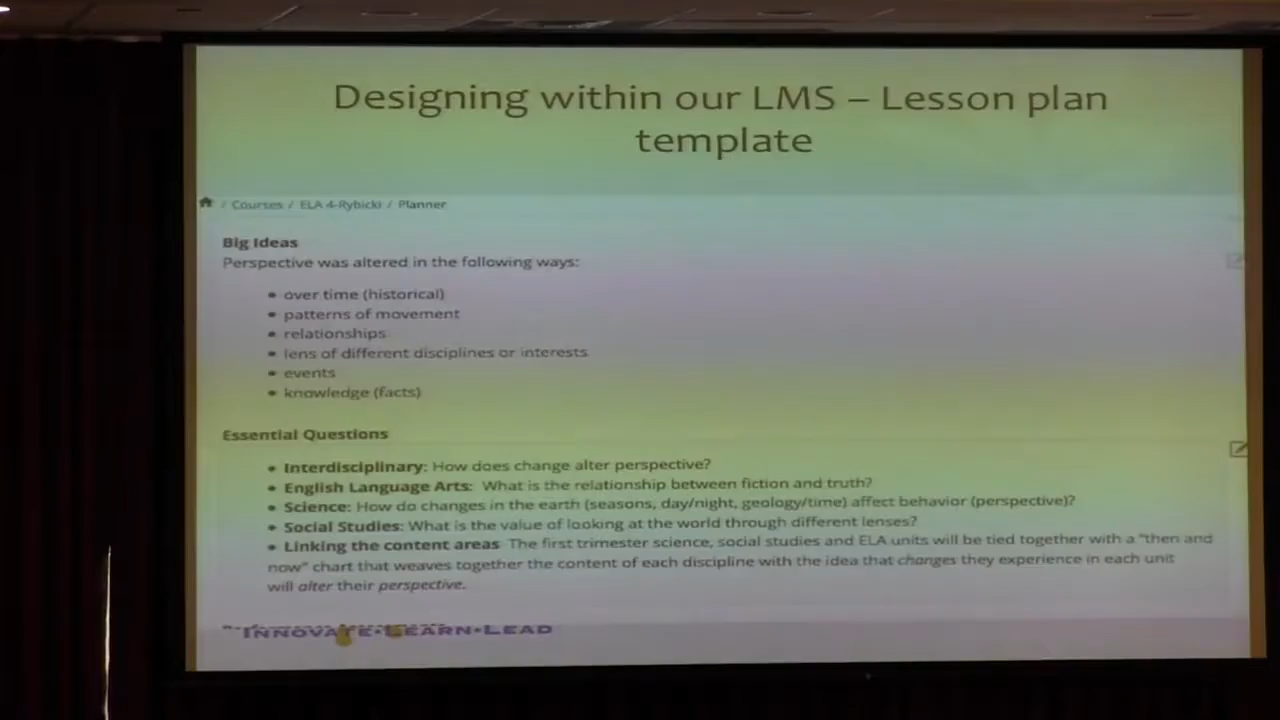 Designing within our LMS – Lesson plan
template
/ Courses / ELA 4-Rybicki / Planner
Big Ideas
Perspective was altered in the following ways:
• over time (historical)
• patterns of movement
• relationships
• lens of different disciplines or interests
• events
• knowledge (facts)
Essential Questions
• Interdisciplinary: How does change alter perspective?
• English Language Arts: What is the relationship between fiction and truth?
• Science: How do changes in the earth (seasons, day/night, geology/time) affect behavior (perspective)?
• Social Studies: What is the value of looking at the world through different lenses?
• Linking the content areas The first trimester science, social studies and ELA units will be tied together with a "then and
now" chart that weaves together the content of each discipline with the idea that changes they experience in each unit
will alter their perspective.
INNOVATE•LEARN•LEAD